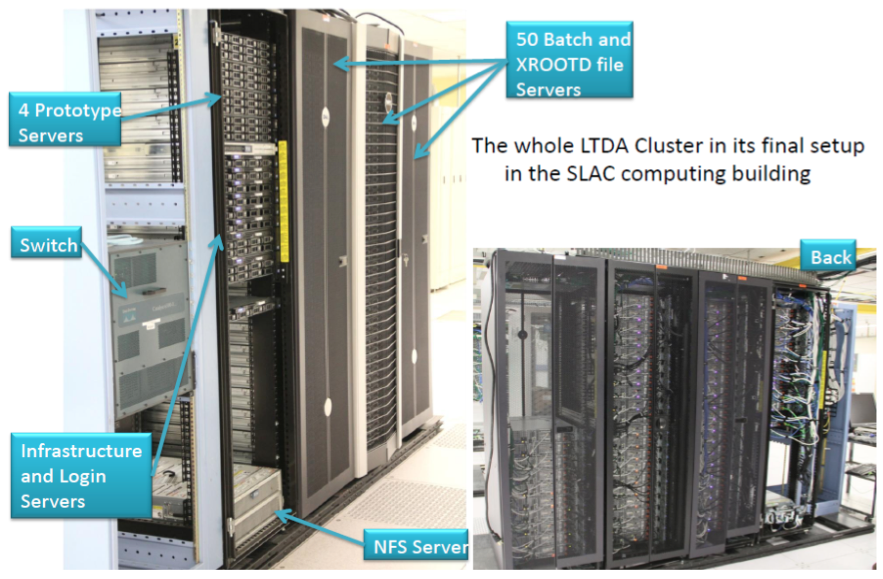 50 Batch and
XROOTD file
Servers
4 Prototype
Servers
The whole LTDA Cluster in its final setup
in the SLAC computing building
Switch
Back
Infrastructure
and Login
Servers
NFS Server